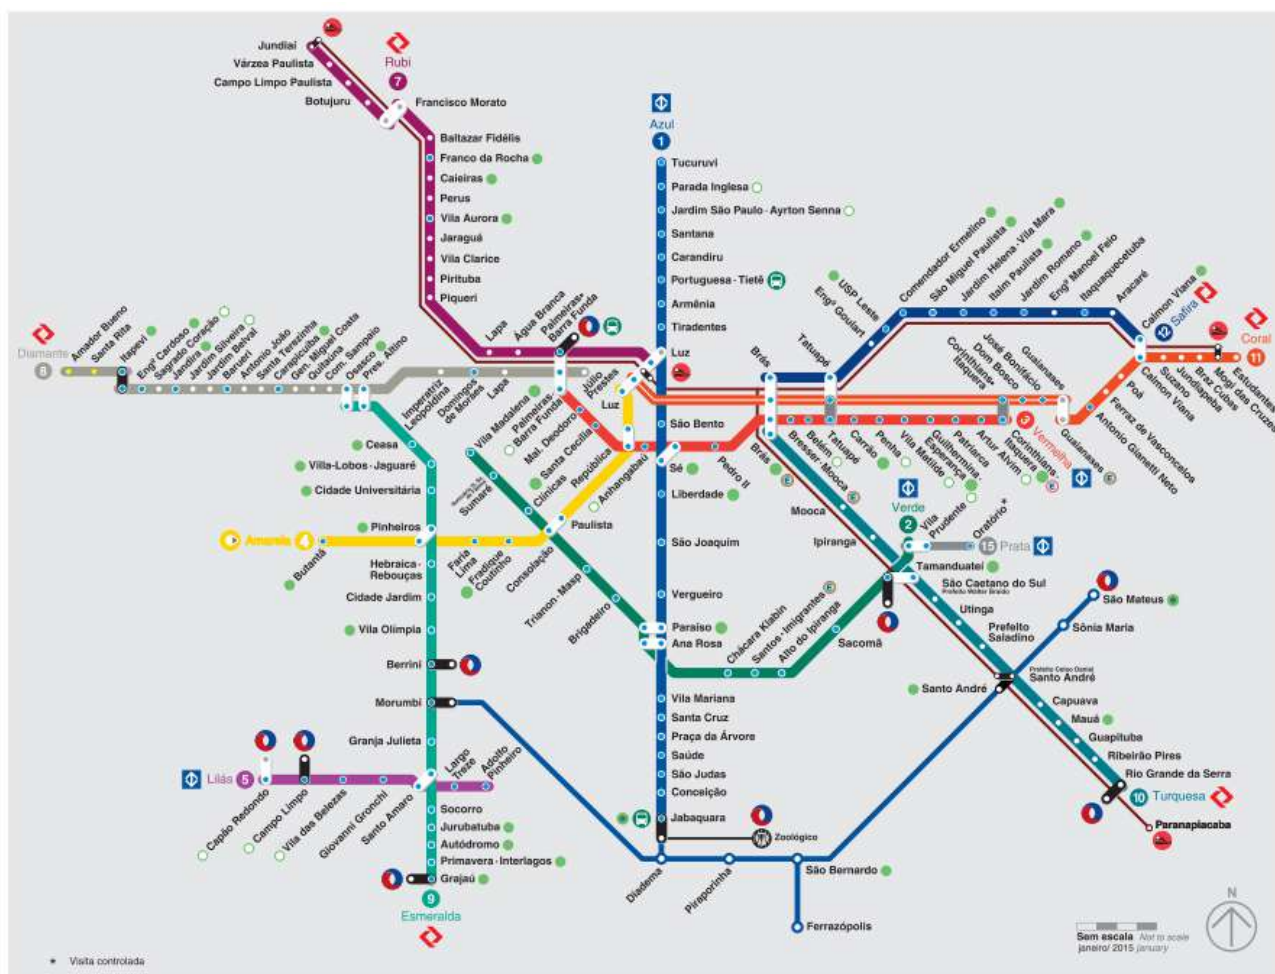 Jundiaí
Várzea Paulista
Campo Limpo Paulista
Botujuru
Rubi
7
Francisco Morato
Baltazar Fidélis
Franco da Rocha
Caieiras
Perus
Vila Aurora
Jaraguá
Vila Clarice
Pirituba
Piqueri
Lapa
Água Branca
Palmeiras-
Barra Funda
Azul
1
Tucuruvi
Parada Inglesa
Jardim São Paulo - Ayrton Senna
Santana
Carandiru
Portuguesa - Tietê
Armênia
Tiradentes
Luz
São Bento
Sé
Liberdade
São Joaquim
Vergueiro
Paraíso
Ana Rosa
Vila Mariana
Santa Cruz
Praça da Árvore
Saúde
São Judas
Conceição
Jabaquara
Zoológico
Diamante
8
Amador Bueno
Santa Rita
Itapevi
Engº Cardoso
Sagrado Coração
Jandira
Jardim Silveira
Jardim Belval
Barueri
Antonio João
Santa Terezinha
Carapicuíba
Gen. Miguel Costa
Quitaúna
Com. Sampaio
Osasco
Pres. Altino
Imperatriz
Leopoldina
Domingos
de Moraes
Lapa
Júlio
Prestes
Luz
Palmeiras-
Barra Funda
Mal. Deodoro
Santa Cecília
República
Anhangabaú
Pedro II
Brás
Brás
Bresser - Mooca
Belém
Tatuapé
Tatuapé
Carrão
Penha
Vila
Matilde
Guilhermina-
Esperança
Patriarca
Artur Alvim
Corinthians-
Itaquera
3
Vermelha
Engº Goulart
USP Leste
Comendador Ermelino
São Miguel Paulista
Jardim Helena - Vila Mara
Itaim Paulista
Jardim Romano
Engº Manoel Feio
Itaquaquecetuba
Aracaré
Calmon Viana
12
Safira
Coral
11
Corinthians-
Itaquera
Dom Bosco
José Bonifácio
Guaianases
Guaianases
Antonio Gianetti Neto
Ferraz de Vasconcelos
Poá
Calmon Viana
Suzano
Jundiapeba
Braz Cubas
Mogi das Cruzes
Estudantes
Vila Madalena
Sumaré
Clínicas
Consolação
Paulista
Trianon - Masp
Brigadeiro
Chácara Klabin
Santos - Imigrantes
Alto do Ipiranga
Sacomã
Tamanduateí
Verde
2
Vila
Prudente
Oratório*
15 Prata
Ceasa
Villa-Lobos - Jaguaré
Cidade Universitária
Pinheiros
Hebraica -
Rebouças
Cidade Jardim
Vila Olímpia
Berrini
Morumbi
Granja Julieta
Socorro
Jurubatuba
Autódromo
Primavera - Interlagos
Grajaú
9
Esmeralda
Amarela 4
Butantã
Faria
Lima
Fradique
Coutinho
Lilás 5
Capão Redondo
Campo Limpo
Vila das Belezas
Giovanni Gronchi
Santo Amaro
Largo
Treze
Adolfo
Pinheiro
Mooca
Ipiranga
São Caetano do Sul
Prefeito Walter Braido
Utinga
Prefeito
Saladino
Prefeito Celso Daniel
Santo André
Capuava
Mauá
Guapituba
Ribeirão Pires
Rio Grande da Serra
10 Turquesa
Paranapiacaba
São Mateus
Sônia Maria
Santo André
São Bernardo
Ferrazópolis
Piraporinha
Diadema
N
Sem escala Not to scale
janeiro/ 2015 january
* Visita controlada